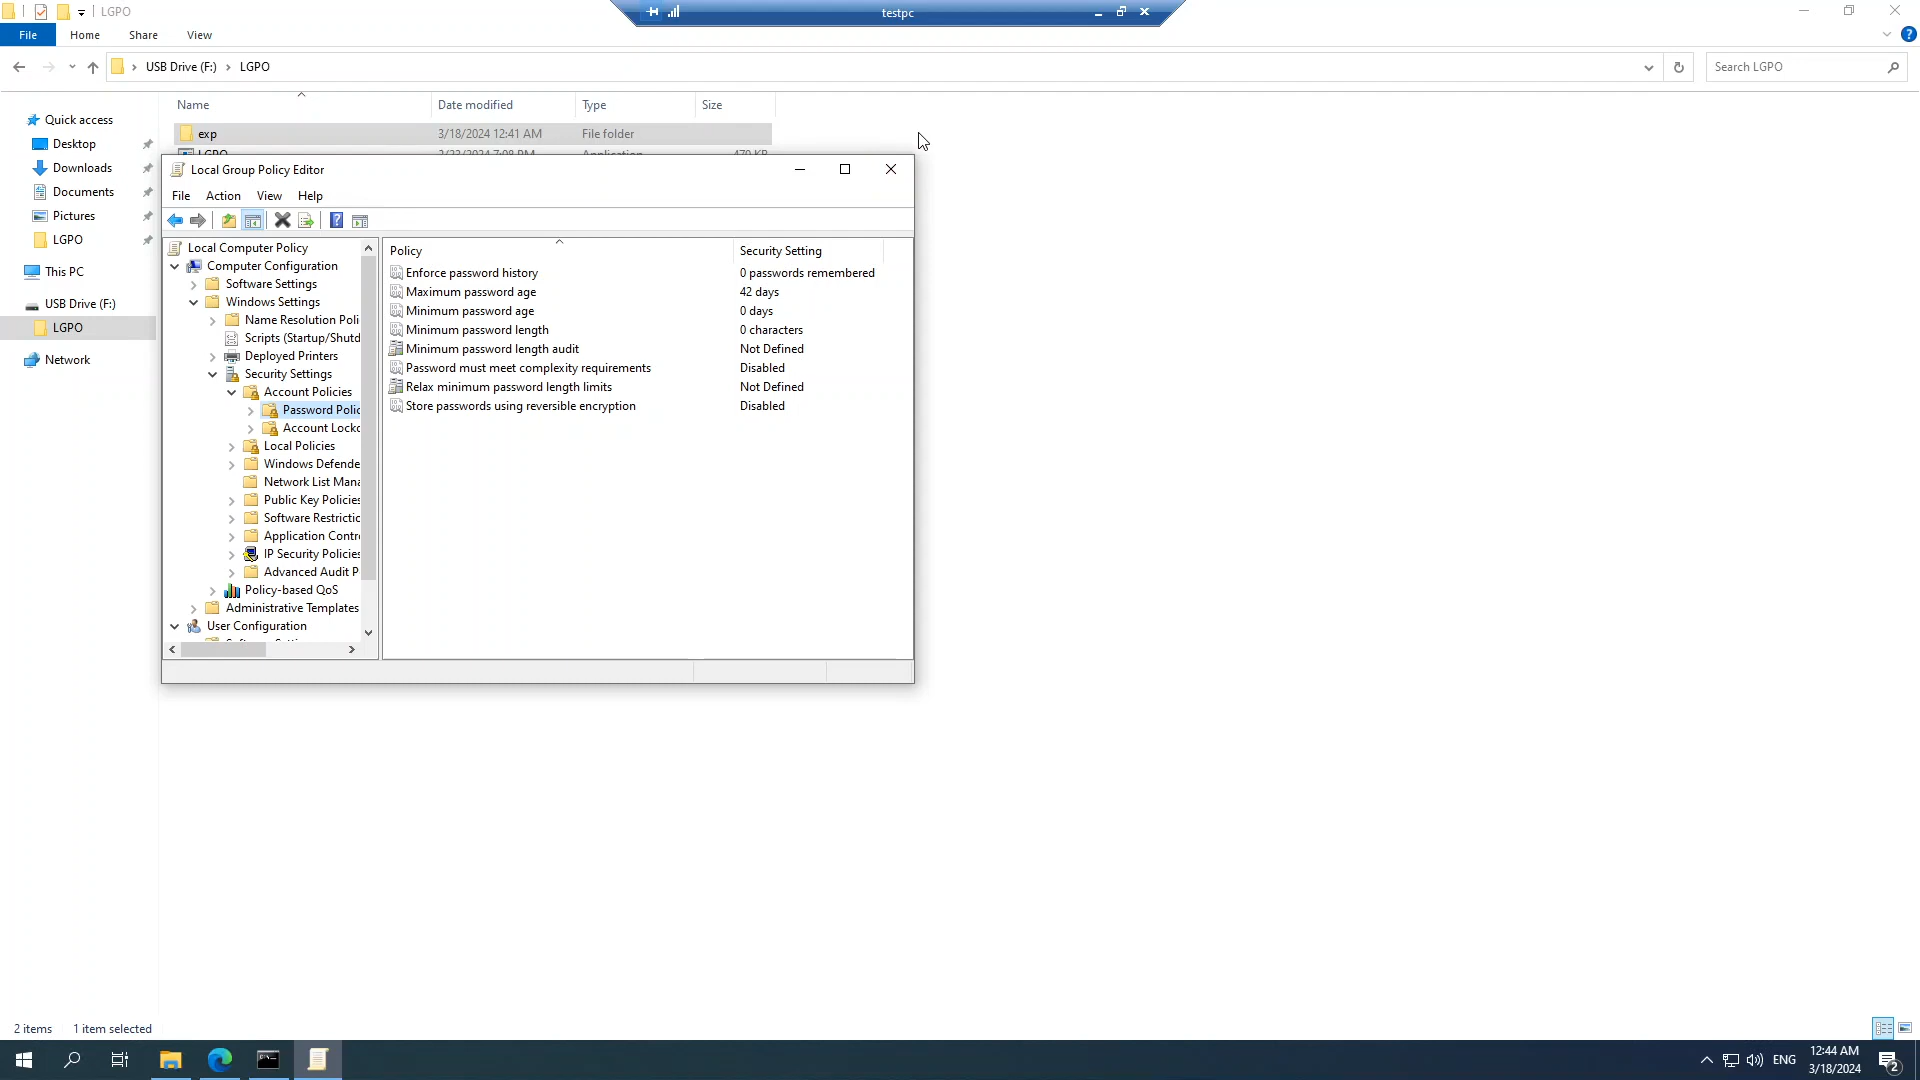 LGPO
testpc
File Home Share View
USB Drive (F:) LGPO
Search LGPO
Name Date modified Type Size
Quick access
exp 3/18/2024 12:41 AM File folder
Desktop
LGPO Application 479 KB
Downloads
Documents
Pictures
LGPO
This PC
USB Drive (F:)
LGPO
Network
Local Group Policy Editor
File Action View Help
Local Computer Policy
Computer Configuration
Software Settings
Windows Settings
Name Resolution Poli
Scripts (Startup/Shutd
Deployed Printers
Security Settings
Account Policies
Password Polic
Account Lockc
Local Policies
Windows Defende
Network List Mana
Public Key Policies
Software Restrictic
Application Contr
IP Security Policies
Advanced Audit P
Policy-based QoS
Administrative Templates
User Configuration
Policy Security Setting
Enforce password history 0 passwords remembered
Maximum password age 42 days
Minimum password age 0 days
Minimum password length 0 characters
Minimum password length audit Not Defined
Password must meet complexity requirements Disabled
Relax minimum password length limits Not Defined
Store passwords using reversible encryption Disabled
2 items 1 item selected
ENG
12:44 AM
3/18/2024
2